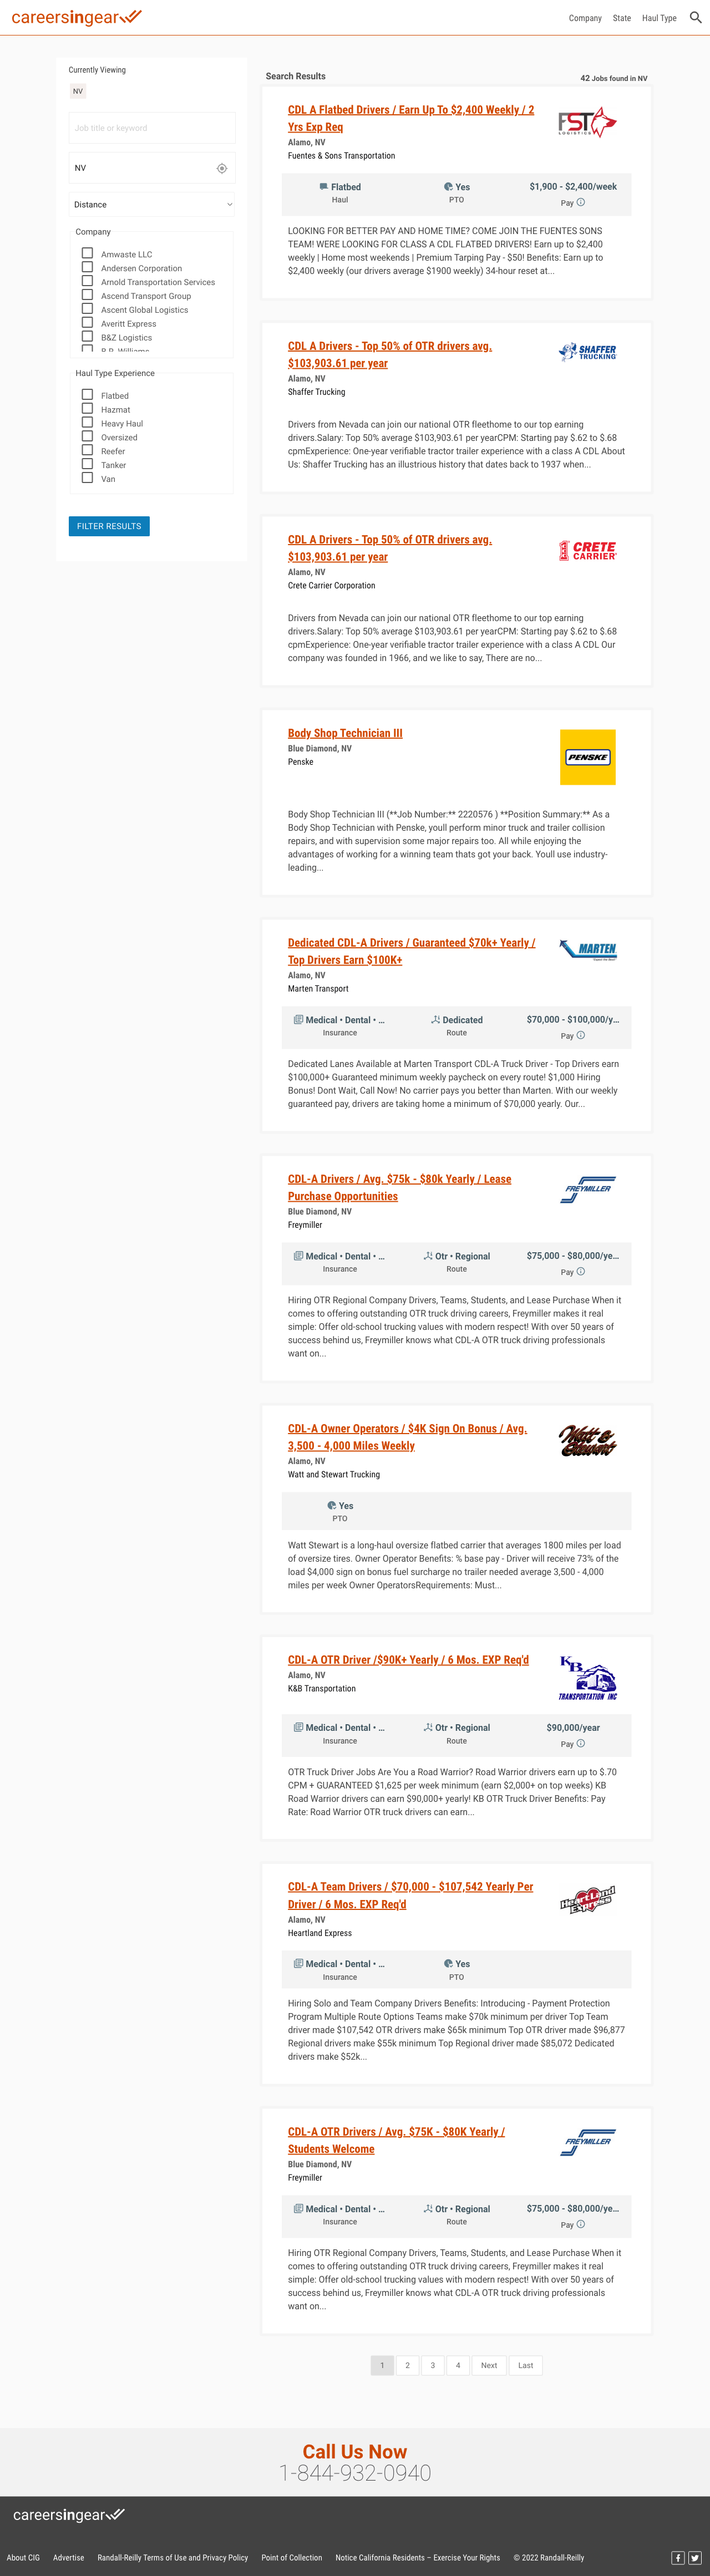 careersingear
Company State Haul Type
Currently Viewing
NV
Job title or keyword
NV
Distance
Company
Amwaste LLC
Andersen Corporation
Arnold Transportation Services
Ascend Transport Group
Ascent Global Logistics
Averitt Express
B&Z Logistics
Haul Type Experience
Flatbed
Hazmat
Heavy Haul
Oversized
Reefer
Tanker
Van
FILTER RESULTS
Search Results
42 Jobs found in NV
CDL A Flatbed Drivers / Earn Up To $2,400 Weekly / 2
Yrs Exp Req
Alamo, NV
Fuentes & Sons Transportation
FST
LOGISTICS
Flatbed
Haul
Yes
PTO
$1,900 - $2,400/week
Pay
LOOKING FOR BETTER PAY AND HOME TIME? COME JOIN THE FUENTES SONS
TEAM! WERE LOOKING FOR CLASS A CDL FLATBED DRIVERS! Earn up to $2,400
weekly | Home most weekends | Premium Tarping Pay - $50! Benefits: Earn up to
$2,400 weekly (our drivers average $1900 weekly) 34-hour reset at...
CDL A Drivers - Top 50% of OTR drivers avg.
$103,903.61 per year
Alamo, NV
Shaffer Trucking
SHAFFER
TRUCKING
Drivers from Nevada can join our national OTR fleethome to our top earning
drivers.Salary: Top 50% average $103,903.61 per yearCPM: Starting pay $.62 to $.68
cpmExperience: One-year verifiable tractor trailer experience with a class A CDL About
Us: Shaffer Trucking has an illustrious history that dates back to 1937 when...
CDL A Drivers - Top 50% of OTR drivers avg.
$103,903.61 per year
Alamo, NV
Crete Carrier Corporation
CRETE
CARRIER
Drivers from Nevada can join our national OTR fleethome to our top earning
drivers.Salary: Top 50% average $103,903.61 per yearCPM: Starting pay $.62 to $.68
cpmExperience: One-year verifiable tractor trailer experience with a class A CDL Our
company was founded in 1966, and we like to say, There are no...
Body Shop Technician III
Blue Diamond, NV
Penske
PENSKE
Body Shop Technician III (**Job Number:** 2220576 ) **Position Summary:** As a
Body Shop Technician with Penske, youll perform minor truck and trailer collision
repairs, and with supervision some major repairs too. All while enjoying the
advantages of working for a winning team thats got your back. Youll use industry-
leading...
Dedicated CDL-A Drivers / Guaranteed $70k+ Yearly /
Top Drivers Earn $100K+
Alamo, NV
Marten Transport
MARTEN
Medical • Dental • ...
Insurance
Dedicated
Route
$70,000 - $100,000/y...
Pay
Dedicated Lanes Available at Marten Transport CDL-A Truck Driver - Top Drivers earn
$100,000+ Guaranteed minimum weekly paycheck on every route! $1,000 Hiring
Bonus! Dont Wait, Call Now! No carrier pays you better than Marten. With our weekly
guaranteed pay, drivers are taking home a minimum of $70,000 yearly. Our...
CDL-A Drivers / Avg. $75k - $80k Yearly / Lease
Purchase Opportunities
Blue Diamond, NV
Freymiller
FREYMILLER
Medical • Dental • ...
Insurance
Otr • Regional
Route
$75,000 - $80,000/ye...
Pay
Hiring OTR Regional Company Drivers, Teams, Students, and Lease Purchase When it
comes to offering outstanding OTR truck driving careers, Freymiller makes it real
simple: Offer old-school trucking values with modern respect! With over 50 years of
success behind us, Freymiller knows what CDL-A OTR truck driving professionals
want on...
CDL-A Owner Operators / $4K Sign On Bonus / Avg.
3,500 - 4,000 Miles Weekly
Alamo, NV
Watt and Stewart Trucking
Watt &
Stewart
Yes
PTO
Watt Stewart is a long-haul oversize flatbed carrier that averages 1800 miles per load
of oversize tires. Owner Operator Benefits: % base pay - Driver will receive 73% of the
load $4,000 sign on bonus fuel surcharge no trailer needed average 3,500 - 4,000
miles per week Owner OperatorsRequirements: Must...
CDL-A OTR Driver /$90K+ Yearly / 6 Mos. EXP Req'd
Alamo, NV
K&B Transportation
KB
TRANSPORTATION INC
Medical • Dental • ...
Insurance
Otr • Regional
Route
$90,000/year
Pay
OTR Truck Driver Jobs Are You a Road Warrior? Road Warrior drivers earn up to $.70
CPM + GUARANTEED $1,625 per week minimum (earn $2,000+ on top weeks) KB
Road Warrior drivers can earn $90,000+ yearly! KB OTR Truck Driver Benefits: Pay
Rate: Road Warrior OTR truck drivers can earn...
CDL-A Team Drivers / $70,000 - $107,542 Yearly Per
Driver / 6 Mos. EXP Req'd
Alamo, NV
Heartland Express
Heartland
Express
Medical • Dental • ...
Insurance
Yes
PTO
Hiring Solo and Team Company Drivers Benefits: Introducing - Payment Protection
Program Multiple Route Options Teams make $70k minimum per driver Top Team
driver made $107,542 OTR drivers make $65k minimum Top OTR driver made $96,877
Regional drivers make $55k minimum Top Regional driver made $85,072 Dedicated
drivers make $52k...
CDL-A OTR Drivers / Avg. $75K - $80K Yearly /
Students Welcome
Blue Diamond, NV
Freymiller
FREYMILLER
Medical • Dental • ...
Insurance
Otr • Regional
Route
$75,000 - $80,000/ye...
Pay
Hiring OTR Regional Company Drivers, Teams, Students, and Lease Purchase When it
comes to offering outstanding OTR truck driving careers, Freymiller makes it real
simple: Offer old-school trucking values with modern respect! With over 50 years of
success behind us, Freymiller knows what CDL-A OTR truck driving professionals
want on...
1 2 3 4 Next Last
Call Us Now
1-844-932-0940
careersingear
About CIG Advertise Randall-Reilly Terms of Use and Privacy Policy Point of Collection Notice California Residents – Exercise Your Rights © 2022 Randall-Reilly